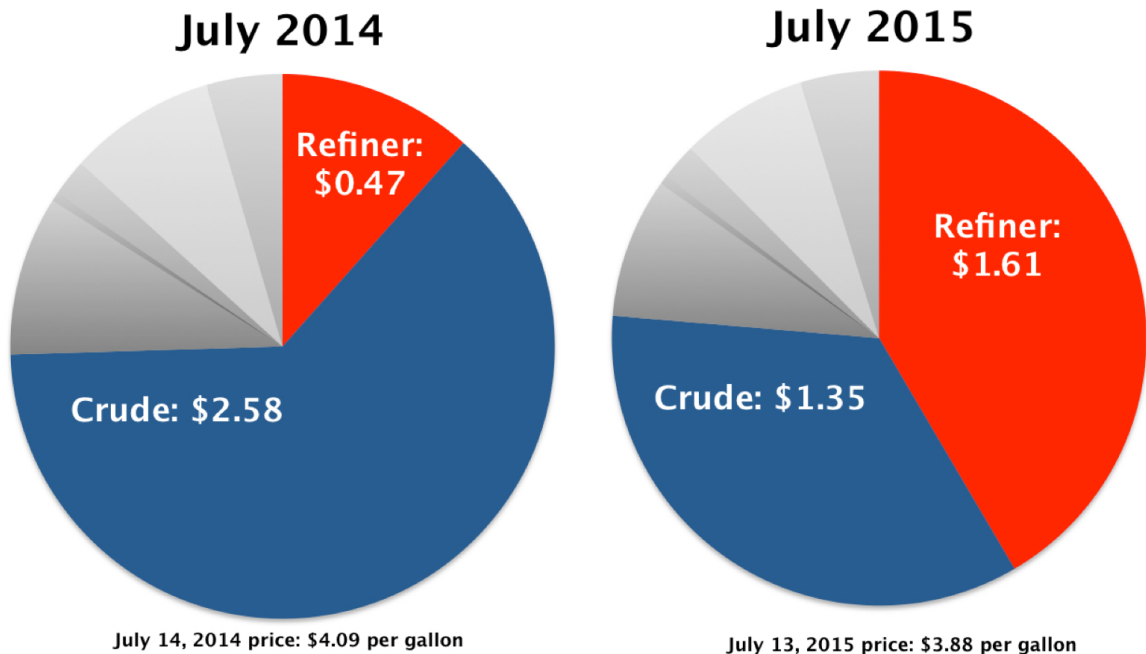 July 2014
Refiner:
$0.47
Crude: $2.58
July 14, 2014 price: $4.09 per gallon
July 2015
Refiner:
$1.61
Crude: $1.35
July 13, 2015 price: $3.88 per gallon